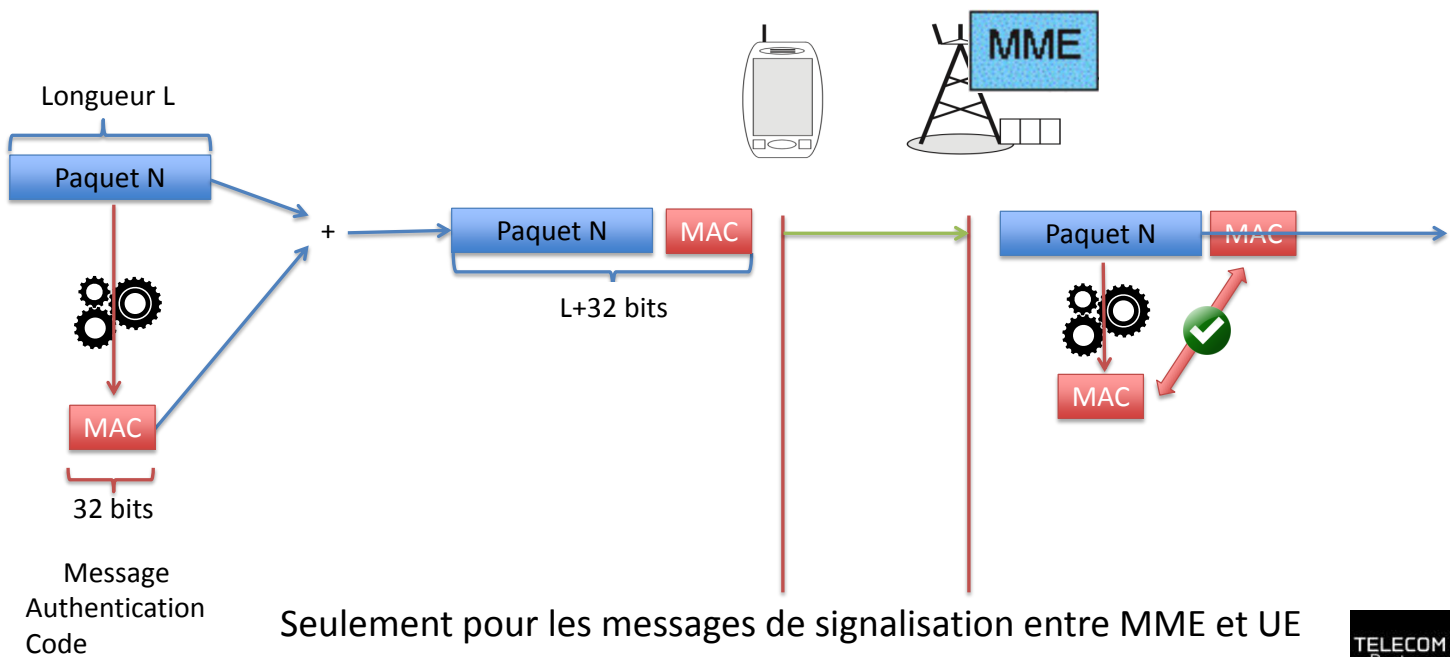 MME
Longueur L
Paquet N
+
Paquet N
MAC
Paquet N
MAC
L+32 bits
MAC
MAC
32 bits
Message
Authentication
Code
Seulement pour les messages de signalisation entre MME et UE
TELECOM